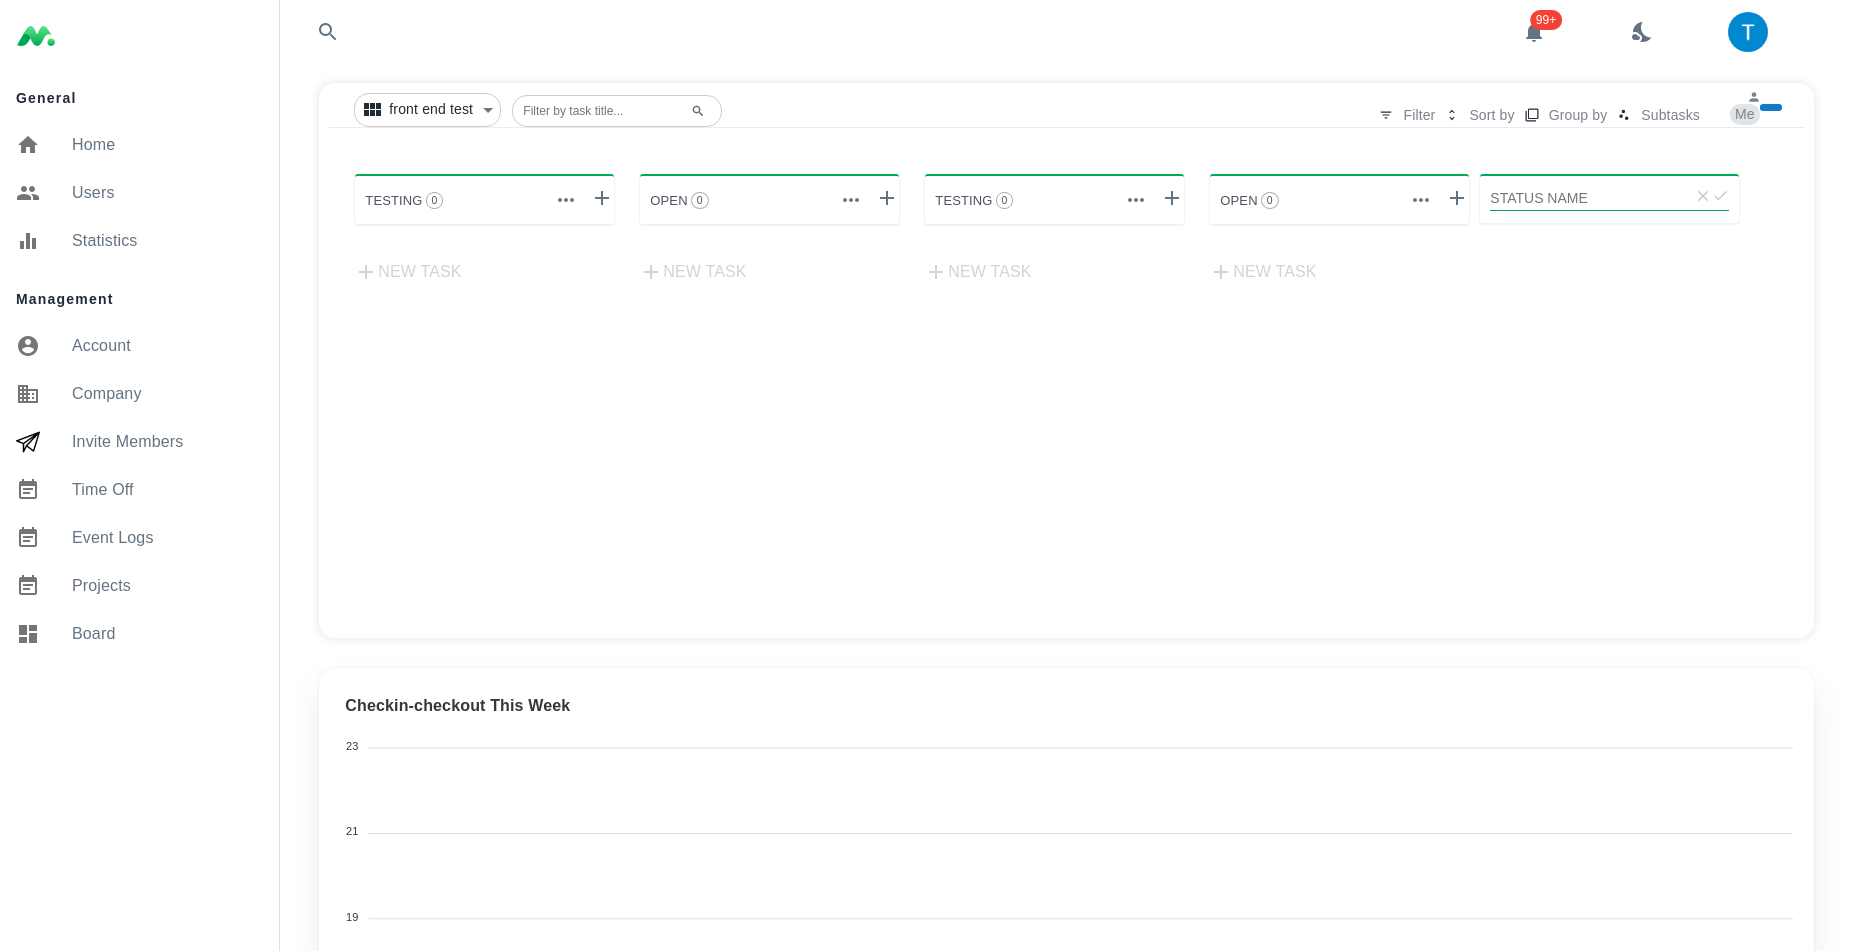 General
Home
Users
Statistics
Management
Account
Company
Invite Members
Time Off
Event Logs
Projects
Board
99+
T
front end test
Filter by task title...
Filter
Sort by
Group by
Subtasks
Me
TESTING 0
OPEN 0
TESTING 0
OPEN 0
STATUS NAME
NEW TASK
NEW TASK
NEW TASK
NEW TASK
Checkin-checkout This Week
23
21
19